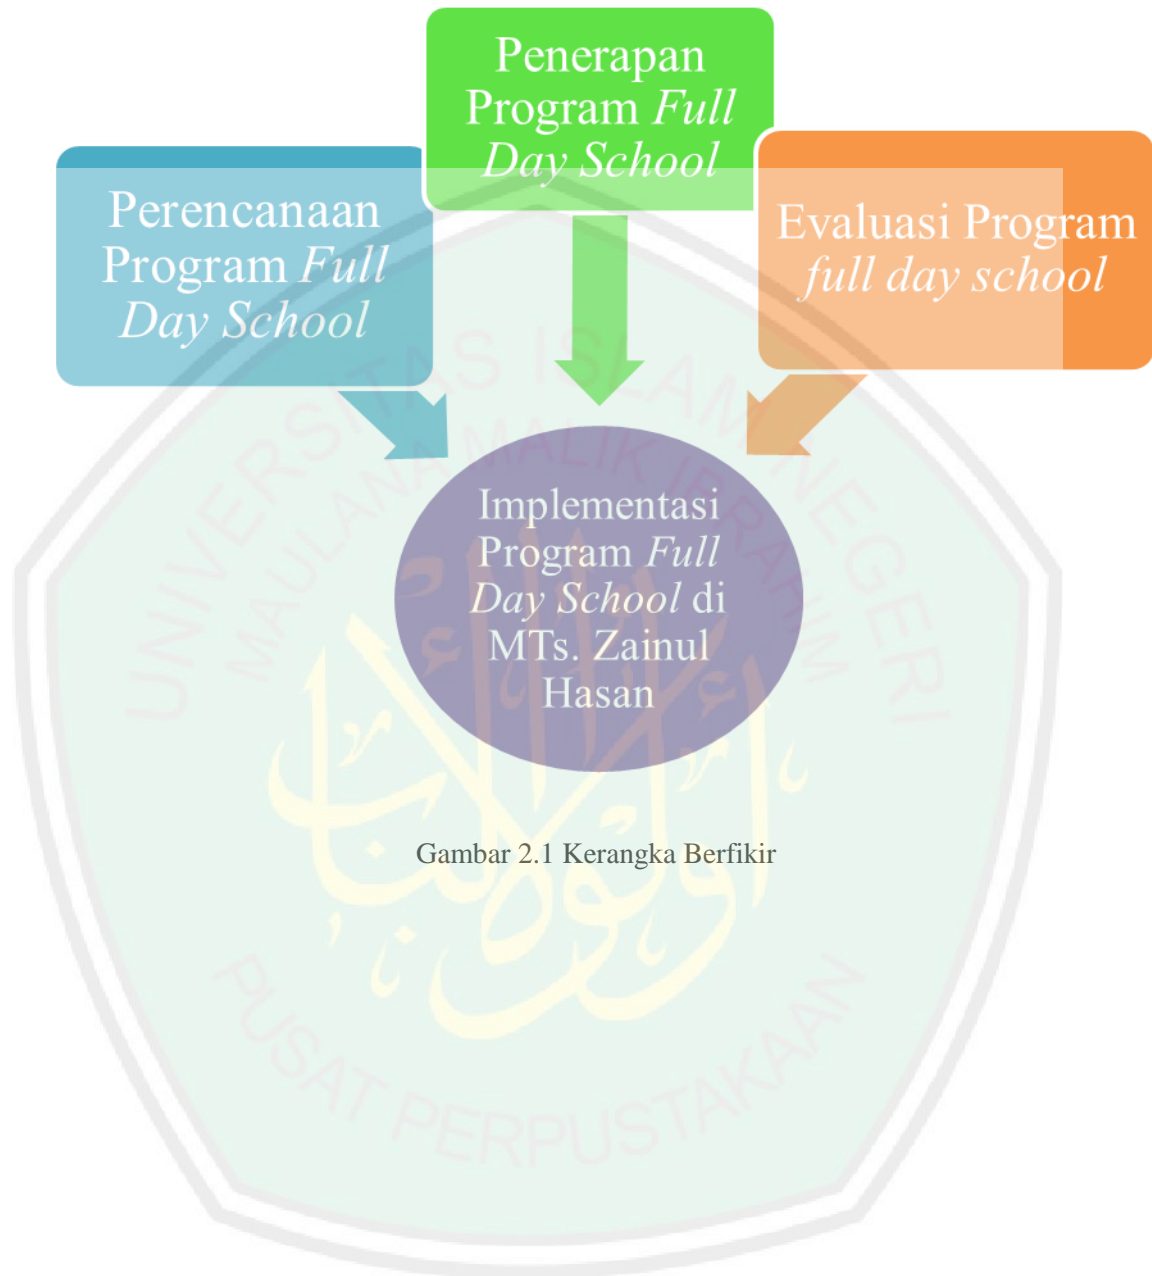 Penerapan
Program Full
Day School
Perencanaan
Program Full
Day School
Evaluasi Program
full day school
Implementasi
Program Full
Day School di
MTs. Zainul
Hasan
Gambar 2.1 Kerangka Berfikir
UNIVERSITAS ISLAM NEGERI
MAULANA MALIK IBRAHIM
PUSAT PERPUSTAKAAN